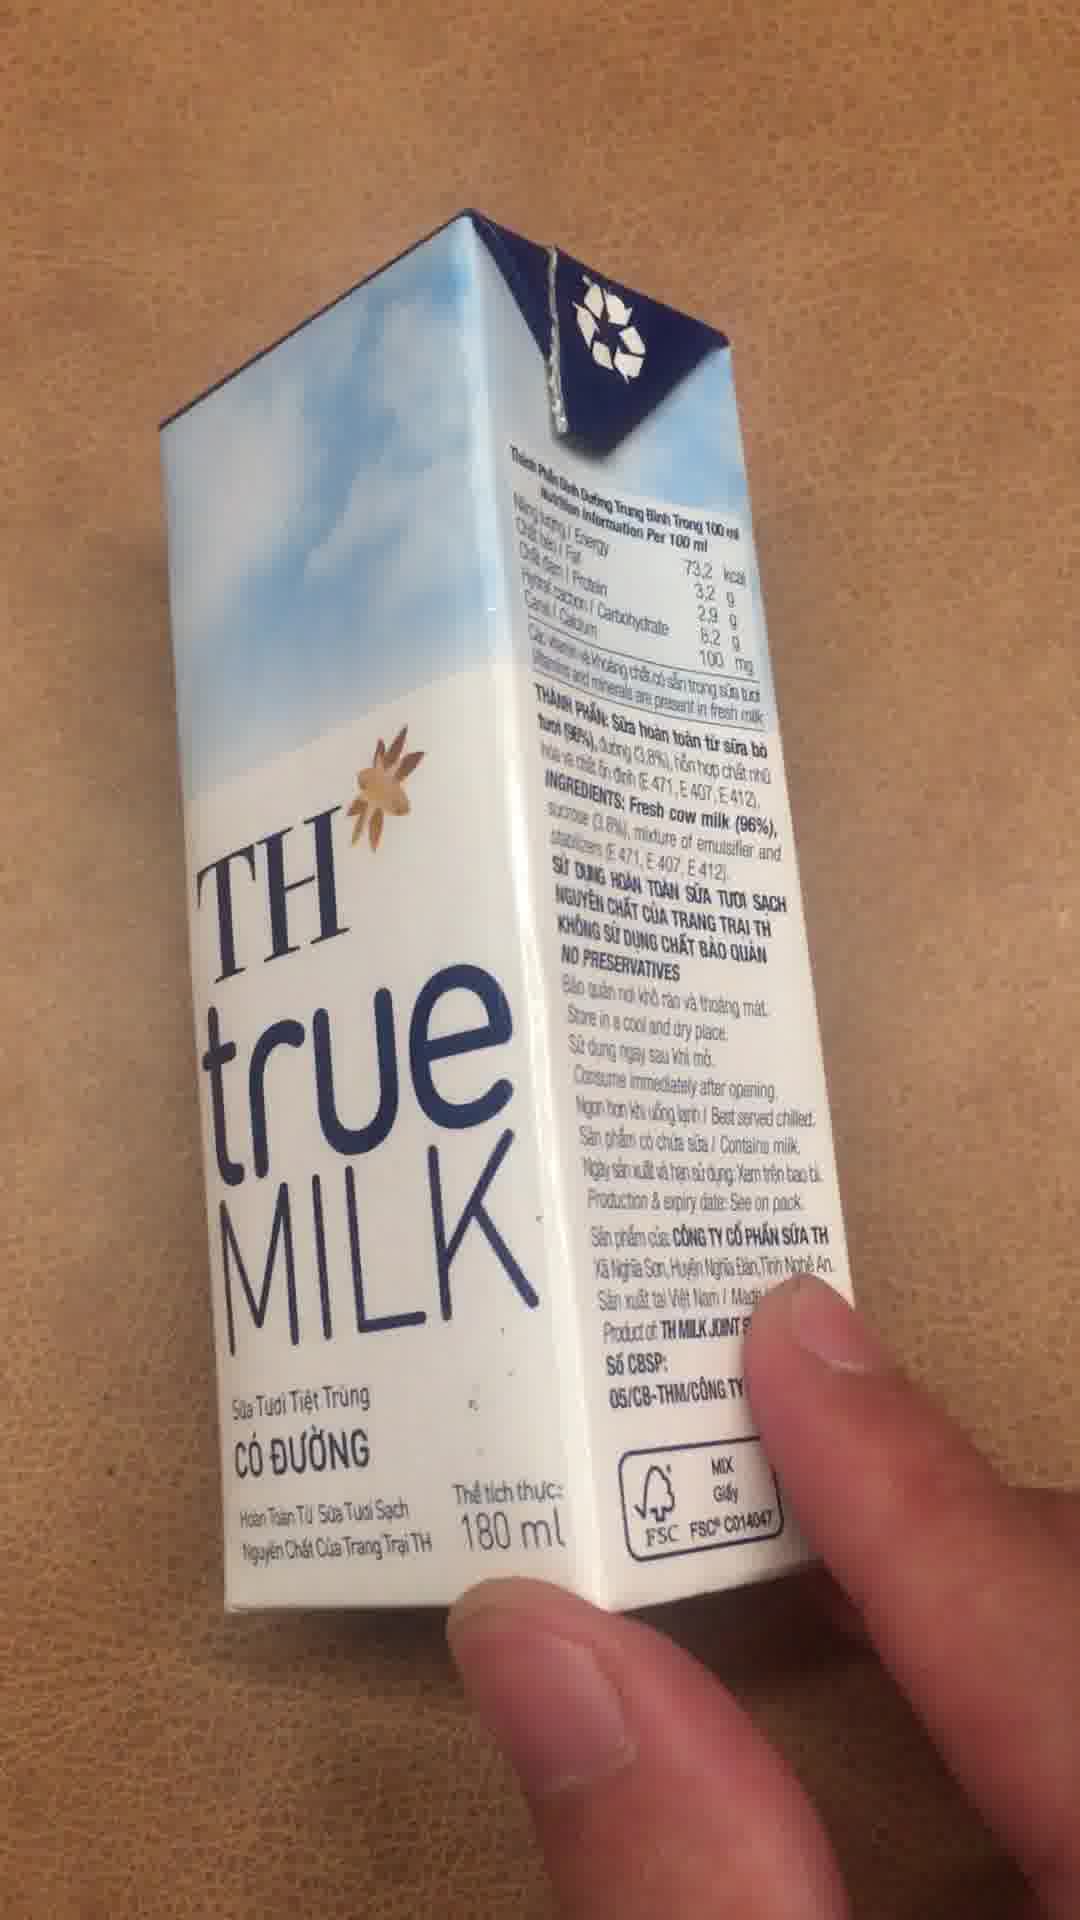 TH
true
MILK
Sữa Tươi Tiệt Trùng
CÓ ĐƯỜNG
Hoàn Toàn Từ Sữa Tươi Sạch
Nguyên Chất Của Trang Trại TH
Thể tích thực:
180 ml
Thành Phần Dinh Dưỡng Trung Bình Trong 100 ml
Nutrition Information Per 100 ml
Năng lượng / Energy 73,2 kcal
Chất béo / Fat 3,2 g
Chất đạm / Protein 2,9 g
Hydrat cacbon / Carbohydrate 8,2 g
Canxi / Calcium 100 mg
Các vitamin và khoáng chất có sẵn trong sữa tươi
Vitamins and minerals are present in fresh milk
THÀNH PHẦN: Sữa hoàn toàn từ sữa bò
tươi (96%), đường (3,8%), hỗn hợp chất nhũ
hóa và chất ổn định (E 471, E 407, E 412).
INGREDIENTS: Fresh cow milk (96%),
sucrose (3.8%), mixture of emulsifier and
stabilizers (E 471, E 407, E 412).
SỬ DỤNG HOÀN TOÀN SỮA TƯƠI SẠCH
NGUYÊN CHẤT CỦA TRANG TRẠI TH
KHÔNG SỬ DỤNG CHẤT BẢO QUẢN
NO PRESERVATIVES
Bảo quản nơi khô ráo và thoáng mát.
Store in a cool and dry place.
Sử dụng ngay sau khi mở.
Consume immediately after opening.
Ngon hơn khi uống lạnh / Best served chilled.
Sản phẩm có chứa sữa / Contains milk.
Ngày sản xuất và hạn sử dụng: Xem trên bao bì.
Production & expiry date: See on pack.
Sản phẩm của: CÔNG TY CỔ PHẦN SỮA TH
Xã Nghĩa Sơn, Huyện Nghĩa Đàn, Tỉnh Nghệ An.
Sản xuất tại Việt Nam / Made
Product of: TH MILK JOINT
Số CBSP:
05/CB-THM/CÔNG TY
MIX
Giấy
FSC FSC® C014047